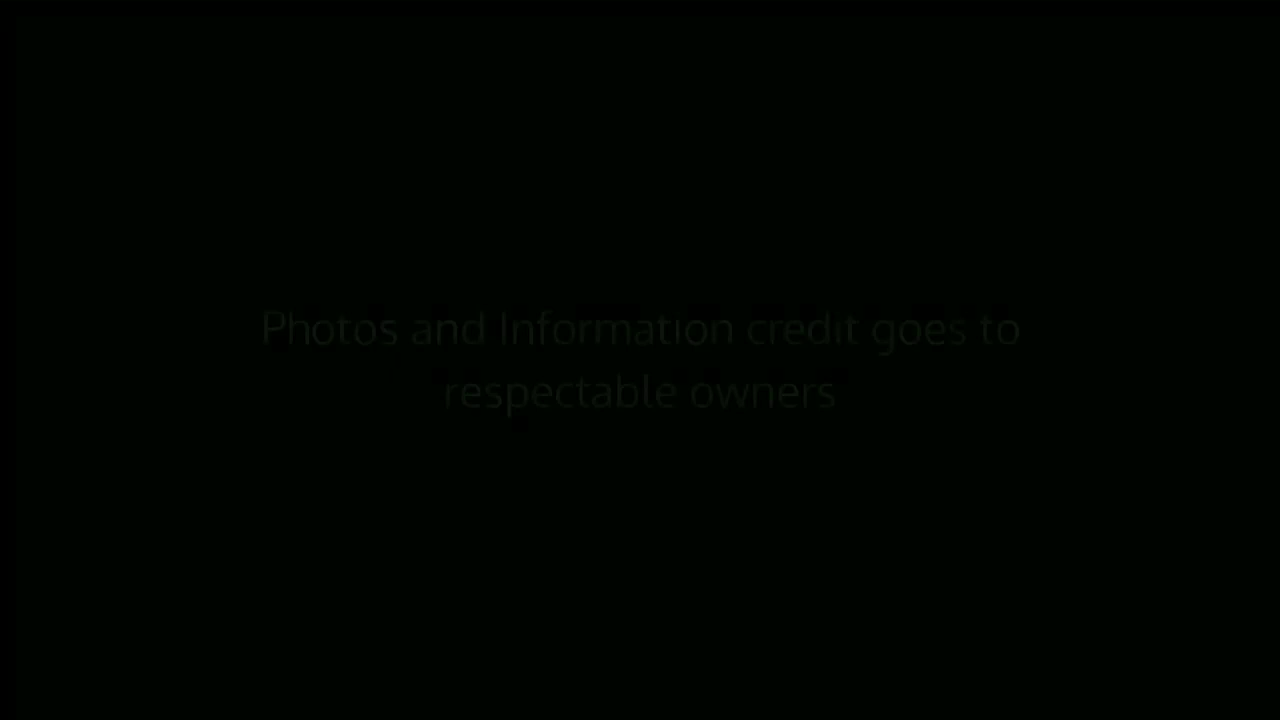 Photos and Information credit goes to
respectable owners